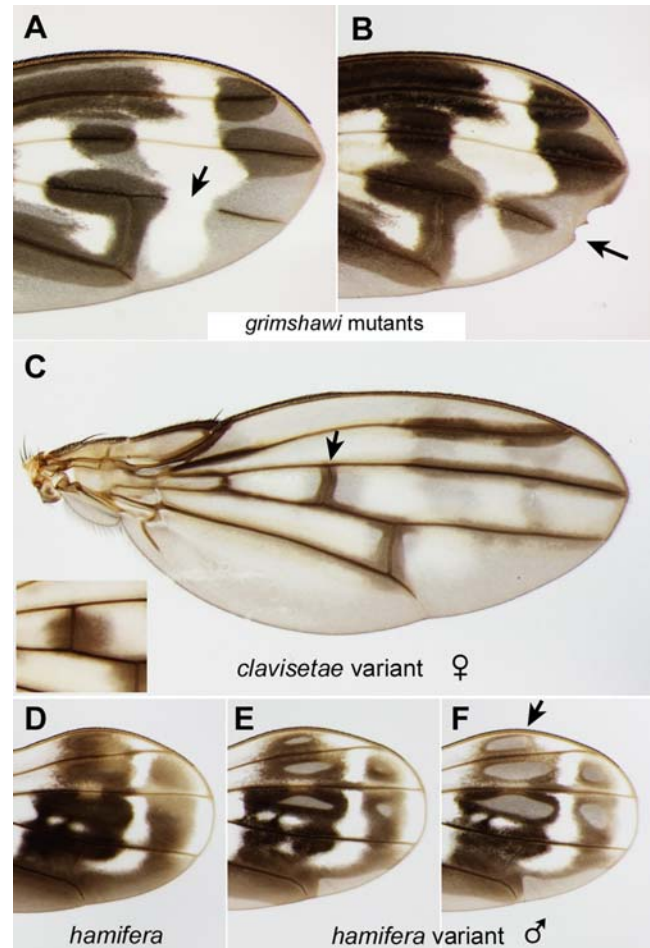 A
B
grimshawi mutants
C
clavisetae variant ♀
D
E
F
hamifera
hamifera variant ♂